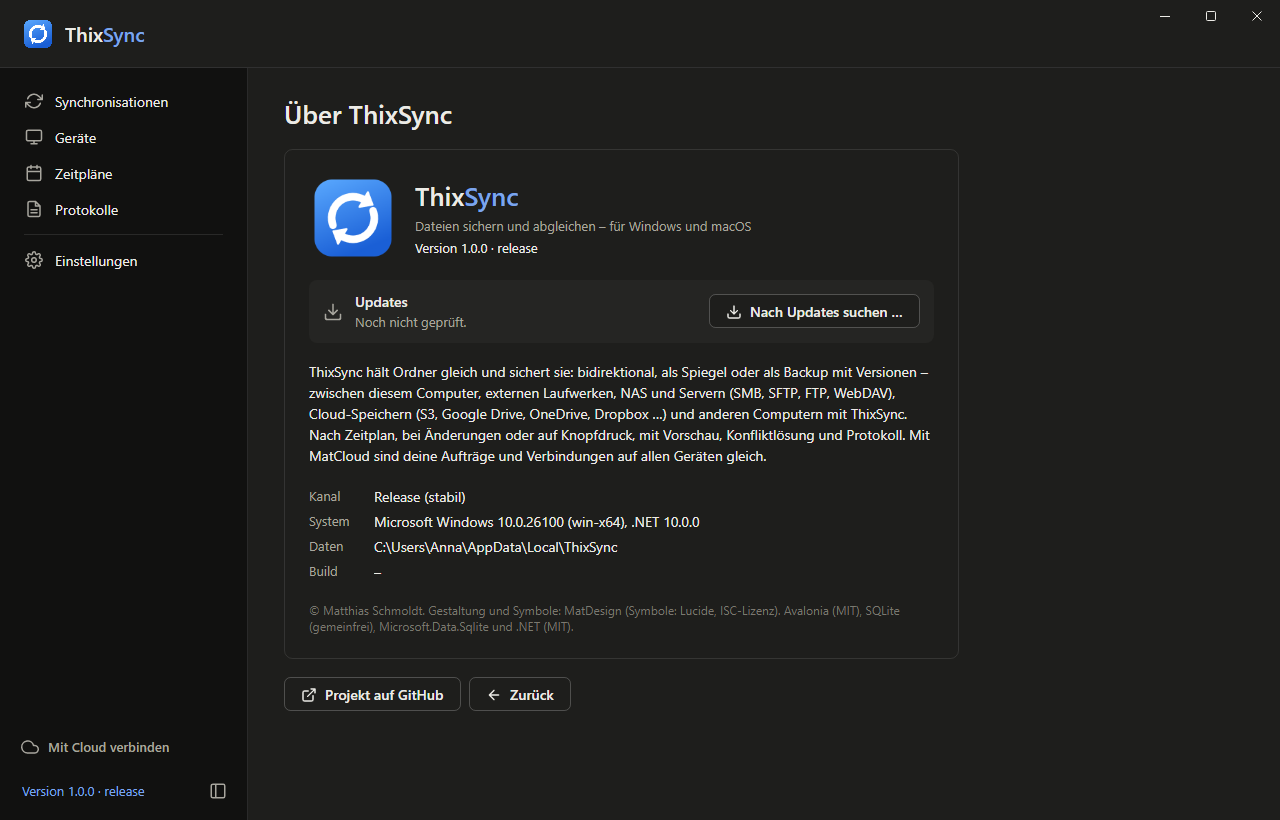 ThixSync
Synchronisationen
Geräte
Zeitpläne
Protokolle
Einstellungen
Mit Cloud verbinden
Version 1.0.0 · release
Über ThixSync
ThixSync
Dateien sichern und abgleichen – für Windows und macOS
Version 1.0.0 · release
Updates
Noch nicht geprüft.
Nach Updates suchen ...
ThixSync hält Ordner gleich und sichert sie: bidirektional, als Spiegel oder als Backup mit Versionen –
zwischen diesem Computer, externen Laufwerken, NAS und Servern (SMB, SFTP, FTP, WebDAV),
Cloud-Speichern (S3, Google Drive, OneDrive, Dropbox ...) und anderen Computern mit ThixSync.
Nach Zeitplan, bei Änderungen oder auf Knopfdruck, mit Vorschau, Konfliktlösung und Protokoll. Mit
MatCloud sind deine Aufträge und Verbindungen auf allen Geräten gleich.
Kanal Release (stabil)
System Microsoft Windows 10.0.26100 (win-x64), .NET 10.0.0
Daten C:\Users\Anna\AppData\Local\ThixSync
Build –
© Matthias Schmoldt. Gestaltung und Symbole: MatDesign (Symbole: Lucide, ISC-Lizenz). Avalonia (MIT), SQLite
(gemeinfrei), Microsoft.Data.Sqlite und .NET (MIT).
Projekt auf GitHub
Zurück